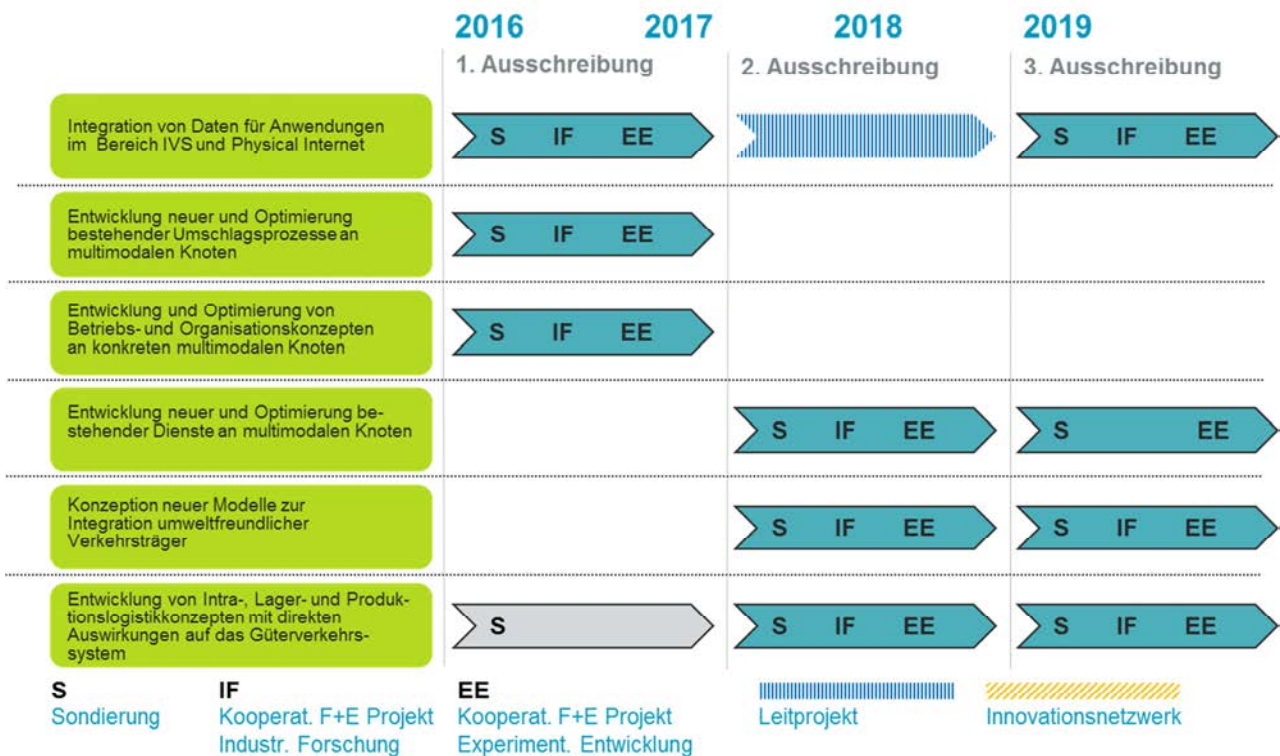 2016 2017 2018 2019
1. Ausschreibung 2. Ausschreibung 3. Ausschreibung
Integration von Daten für Anwendungen
im Bereich IVS und Physical Internet
S IF EE S IF EE
Entwicklung neuer und Optimierung
bestehender Umschlagsprozesse an
multimodalen Knoten
S IF EE
Entwicklung und Optimierung von
Betriebs- und Organisationskonzepten
an konkreten multimodalen Knoten
S IF EE
Entwicklung neuer und Optimierung be-
stehender Dienste an multimodalen Knoten
S IF EE S EE
Konzeption neuer Modelle zur
Integration umweltfreundlicher
Verkehrsträger
S IF EE S IF EE
Entwicklung von Intra-, Lager- und Produk-
tionslogistikkonzepten mit direkten
Auswirkungen auf das Güterverkehrs-
system
S S IF EE S IF EE
S IF EE
Sondierung Kooperat. F+E Projekt Kooperat. F+E Projekt Leitprojekt Innovationsnetzwerk
Industr. Forschung Experiment. Entwicklung